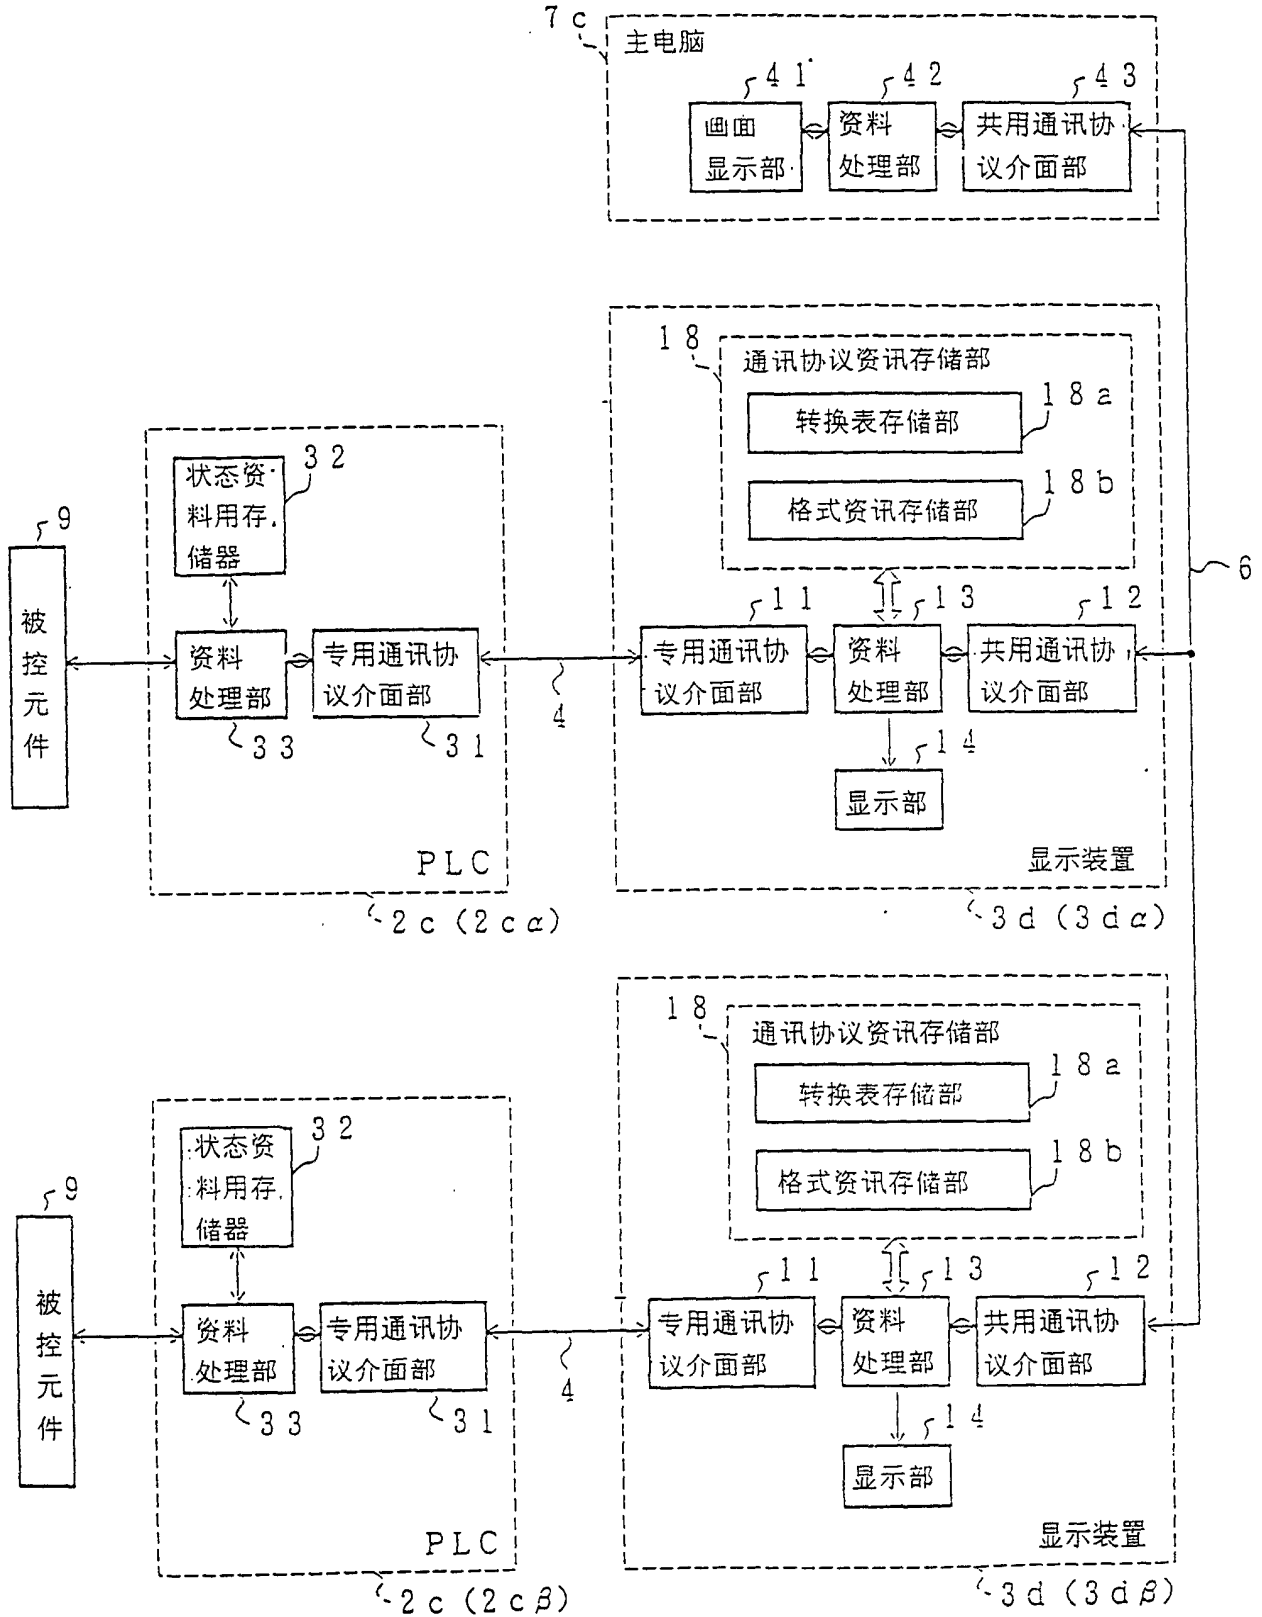 7c
主电脑
41
42
43
画面
显示部
资料
处理部
共用通讯协
议介面部
18
通讯协议资讯存储部
18a
转换表存储部
18b
格式资讯存储部
32
状态资
料用存
储器
9
被
控
元
件
6
11
13
12
资料
处理部
专用通讯协
议介面部
专用通讯协
议介面部
资料
处理部
共用通讯协
议介面部
33
31
4
14
显示部
PLC
显示装置
2c(2cα)
3d(3dα)
18
通讯协议资讯存储部
18a
转换表存储部
18b
格式资讯存储部
32
状态资
料用存
储器
9
被
控
元
件
11
13
12
资料
处理部
专用通讯协
议介面部
专用通讯协
议介面部
资料
处理部
共用通讯协
议介面部
33
31
4
14
显示部
PLC
显示装置
2c(2cβ)
3d(3dβ)